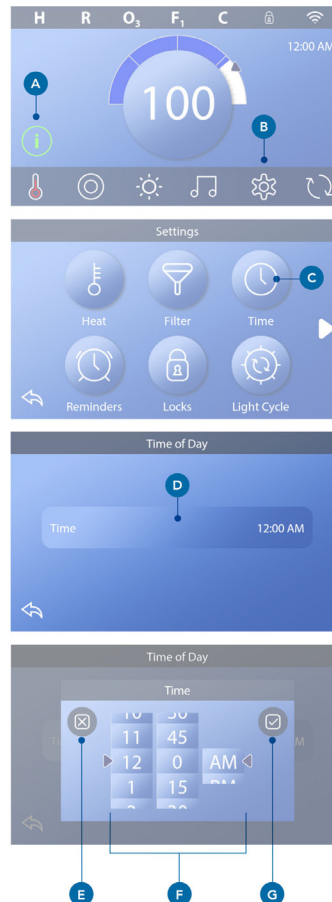 H R O₃ F₁ C
12:00 AM
A
100
i
B
Settings
C
Heat Filter Time
Reminders Locks Light Cycle
Time of Day
D
Time 12:00 AM
Time of Day
Time
11 45
12 0 AM
1 15
E F G